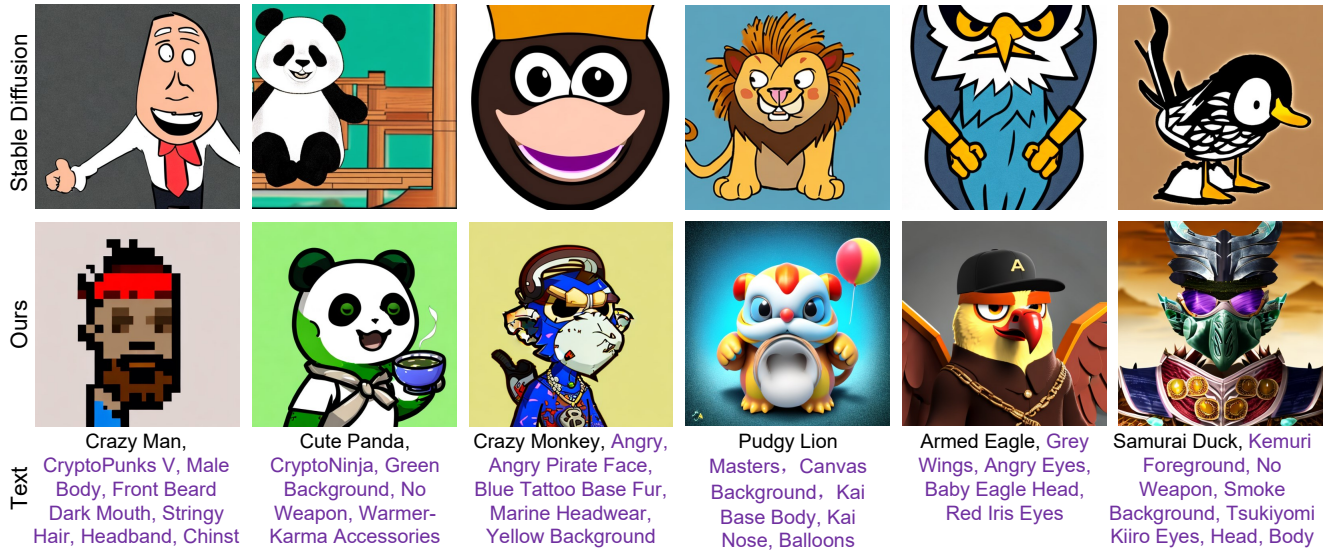 Stable Diffusion
Ours
A
Text
Crazy Man,
CryptoPunks V, Male
Body, Front Beard
Dark Mouth, Stringy
Hair, Headband, Chinst
Cute Panda,
CryptoNinja, Green
Background, No
Weapon, Warmer-
Karma Accessories
Crazy Monkey, Angry,
Angry Pirate Face,
Blue Tattoo Base Fur,
Marine Headwear,
Yellow Background
Pudgy Lion
Masters, Canvas
Background, Kai
Base Body, Kai
Nose, Balloons
Armed Eagle, Grey
Wings, Angry Eyes,
Baby Eagle Head,
Red Iris Eyes
Samurai Duck, Kemuri
Foreground, No
Weapon, Smoke
Background, Tsukiyomi
Kiiro Eyes, Head, Body